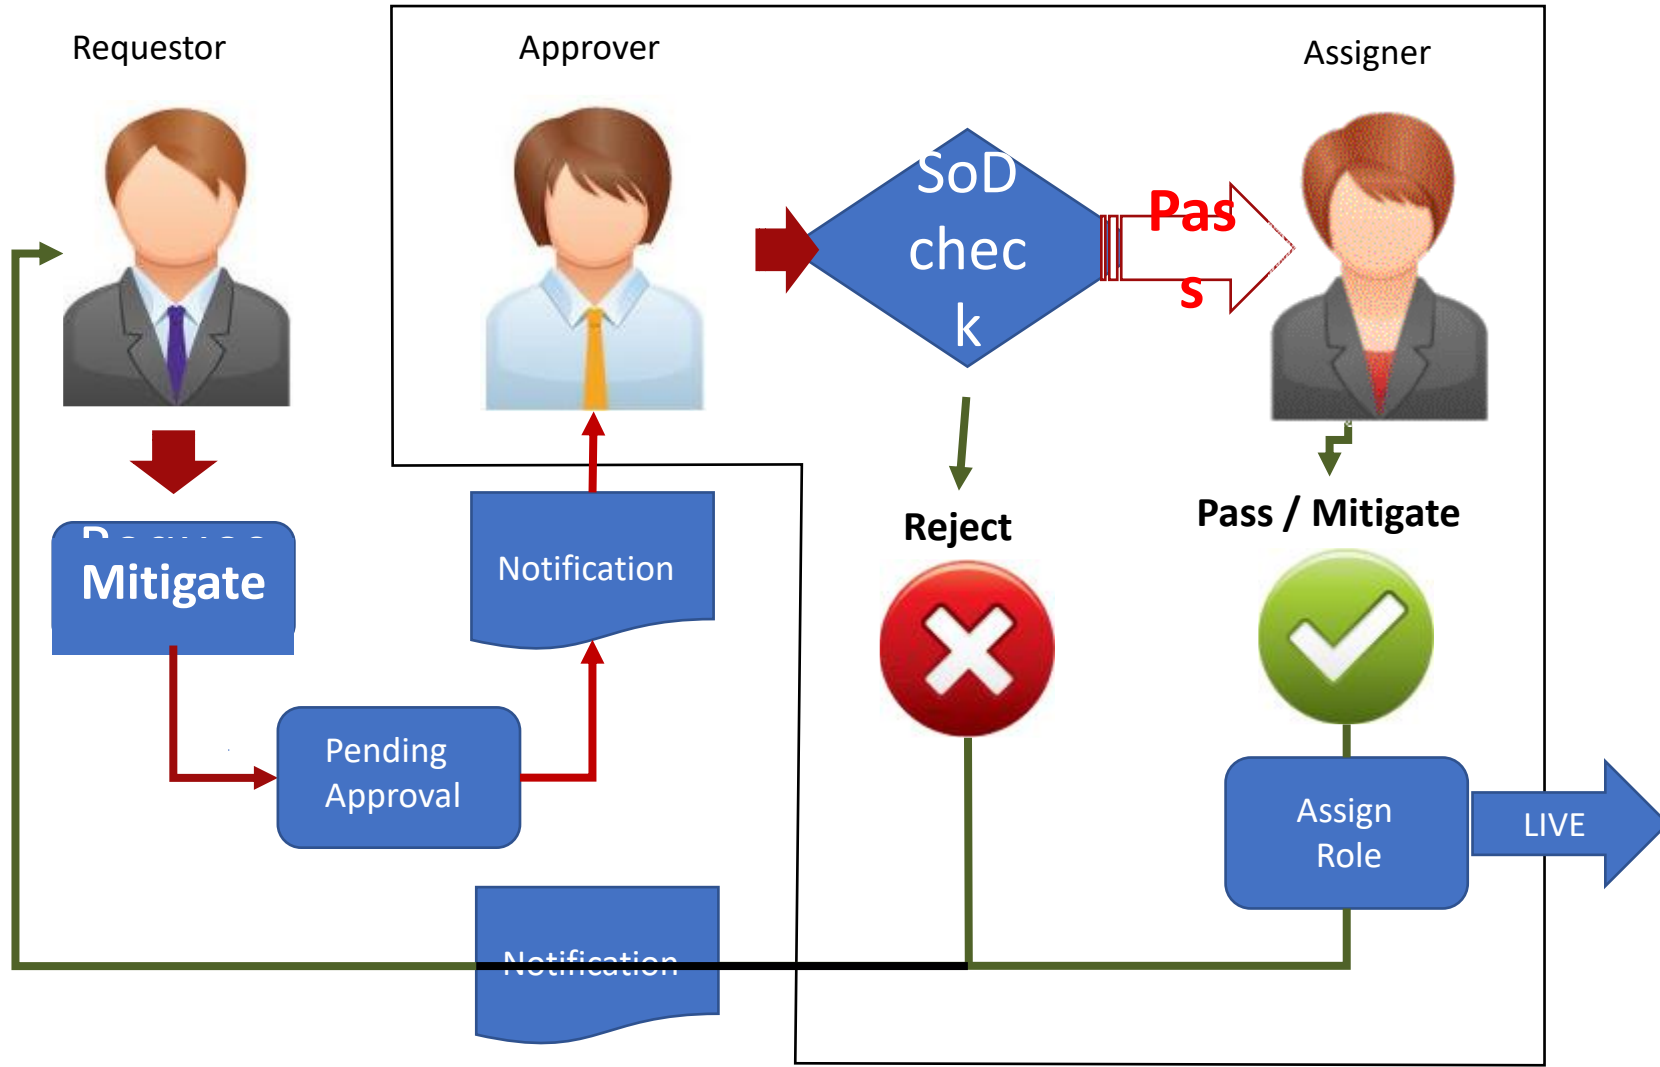 Requestor
Approver
Assigner
SoD
chec
k
Pas
s
Mitigate
Notification
Reject
Pass / Mitigate
Pending
Approval
Assign
Role
LIVE
Notification